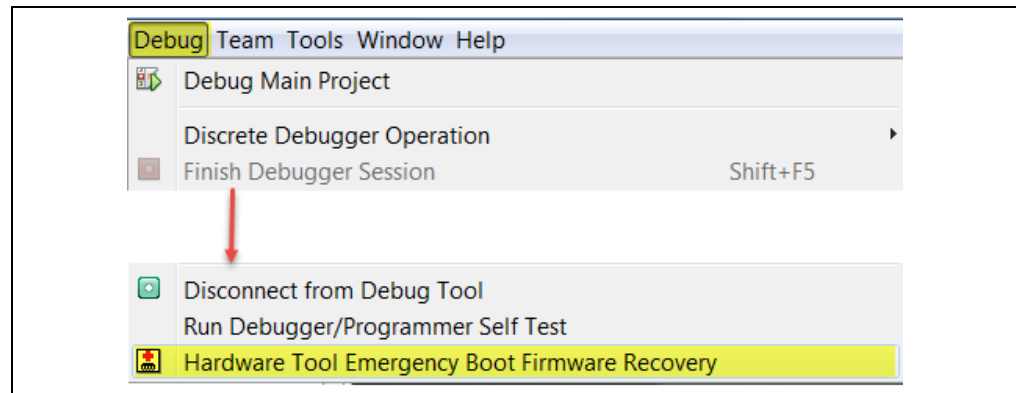 Debug Team Tools Window Help
Debug Main Project
Discrete Debugger Operation
Finish Debugger Session Shift+F5
Disconnect from Debug Tool
Run Debugger/Programmer Self Test
Hardware Tool Emergency Boot Firmware Recovery